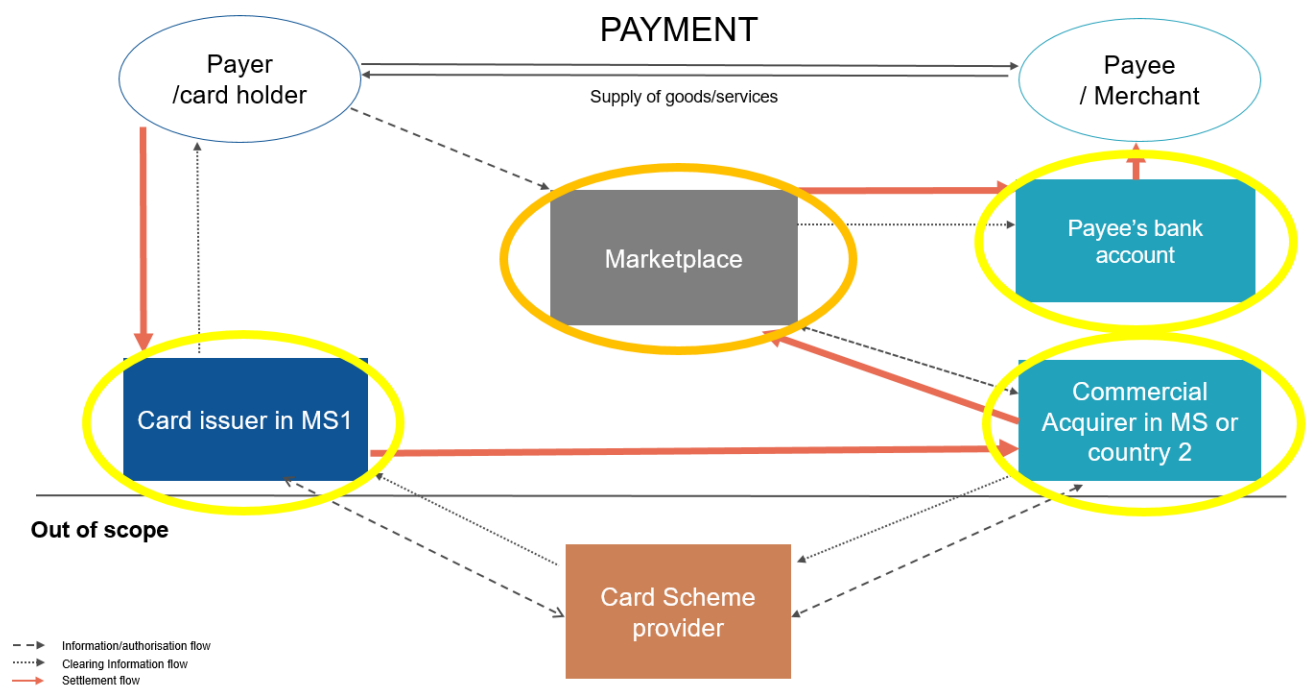 PAYMENT
Payer
/card holder
Payee
/ Merchant
Supply of goods/services
Marketplace
Payee's bank
account
Card issuer in MS1
Commercial
Acquirer in MS or
country 2
Out of scope
Card Scheme
provider
Information/authorisation flow
Clearing Information flow
Settlement flow